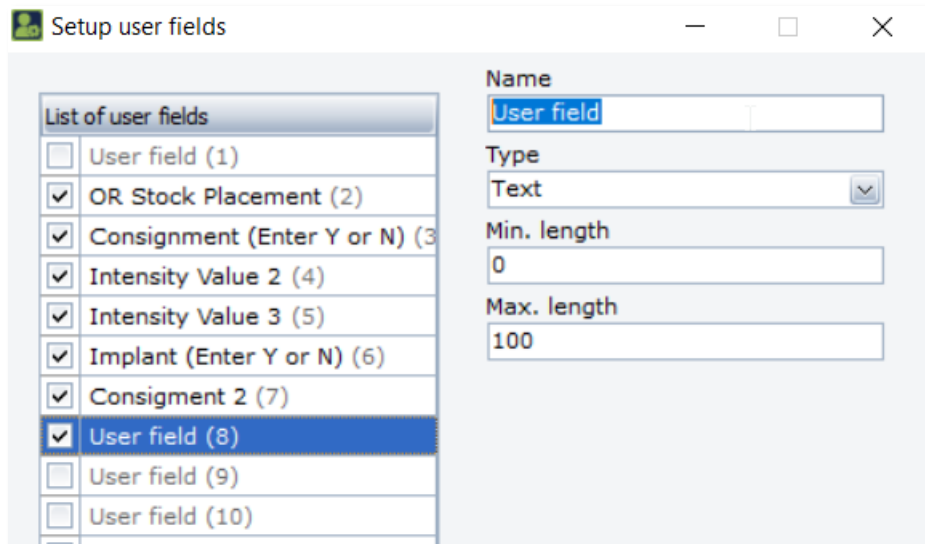 Setup user fields
List of user fields
User field (1)
OR Stock Placement (2)
Consignment (Enter Y or N) (3
Intensity Value 2 (4)
Intensity Value 3 (5)
Implant (Enter Y or N) (6)
Consigment 2 (7)
User field (8)
User field (9)
User field (10)
Name
User field
Type
Text
Min. length
0
Max. length
100